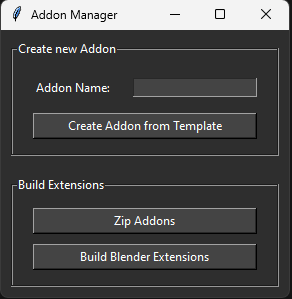 Addon Manager
Create new Addon
Addon Name:
Create Addon from Template
Build Extensions
Zip Addons
Build Blender Extensions